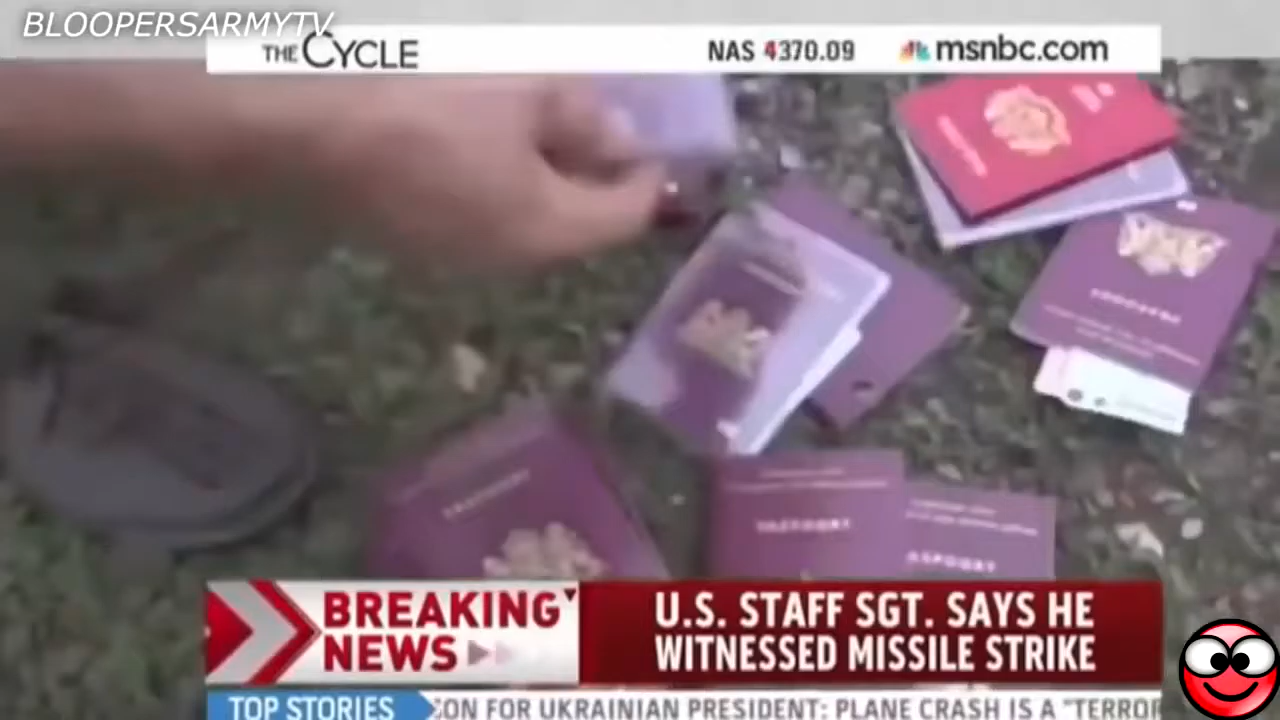 BLOOPERSARMYTV
THE CYCLE
NAS 4370.09
msnbc.com
BREAKING NEWS
U.S. STAFF SGT. SAYS HE
WITNESSED MISSILE STRIKE
TOP STORIES
FOR UKRAINIAN PRESIDENT: PLANE CRASH IS A "TERROR